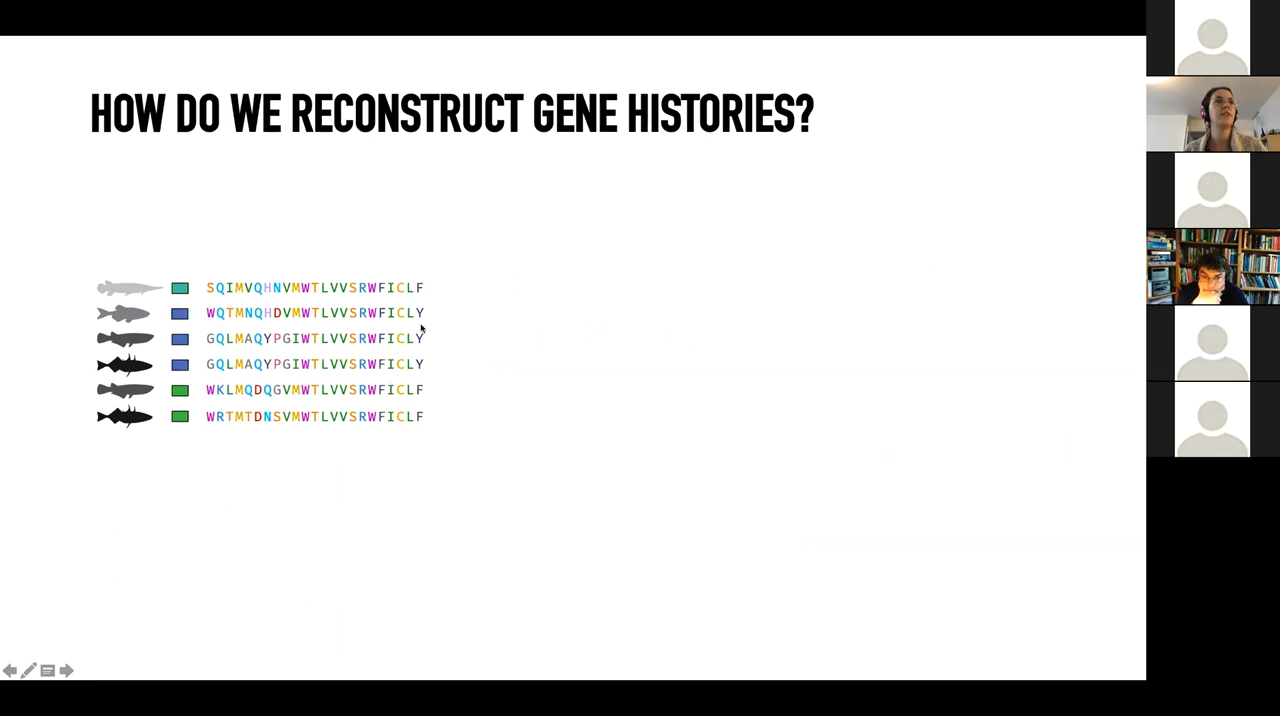 HOW DO WE RECONSTRUCT GENE HISTORIES?
SQIMVQHNVMWTLVVSRWFICLF
WQTMNQHDVMWTLVVSRWFICLY
GQLMAQYPGIWTLVVSRWFICLY
GQLMAQYPGIWTLVVSRWFICLY
WKLMQDQGVMWTLVVSRWFICLF
WRTMTDNSVMWTLVVSRWFICLF